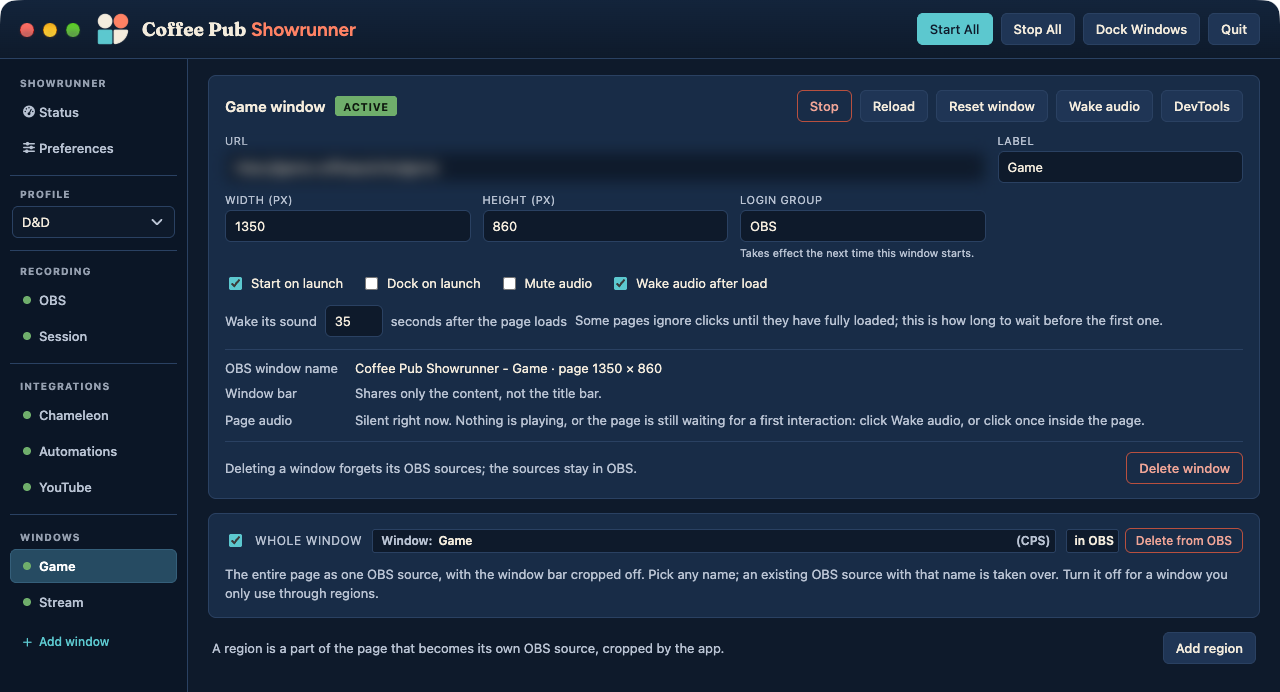 Coffee Pub Showrunner
Start All
Stop All
Dock Windows
Quit
SHOWRUNNER
Status
Preferences
PROFILE
D&D
RECORDING
OBS
Session
INTEGRATIONS
Chameleon
Automations
YouTube
WINDOWS
Game
Stream
+ Add window
Game window ACTIVE
Stop
Reload
Reset window
Wake audio
DevTools
URL
LABEL
Game
WIDTH (PX)
HEIGHT (PX)
LOGIN GROUP
1350
860
OBS
Takes effect the next time this window starts.
Start on launch
Dock on launch
Mute audio
Wake audio after load
Wake its sound 35 seconds after the page loads Some pages ignore clicks until they have fully loaded; this is how long to wait before the first one.
OBS window name Coffee Pub Showrunner - Game · page 1350 × 860
Window bar Shares only the content, not the title bar.
Page audio Silent right now. Nothing is playing, or the page is still waiting for a first interaction: click Wake audio, or click once inside the page.
Deleting a window forgets its OBS sources; the sources stay in OBS.
Delete window
WHOLE WINDOW Window: Game (CPS) in OBS Delete from OBS
The entire page as one OBS source, with the window bar cropped off. Pick any name; an existing OBS source with that name is taken over. Turn it off for a window you
only use through regions.
A region is a part of the page that becomes its own OBS source, cropped by the app.
Add region